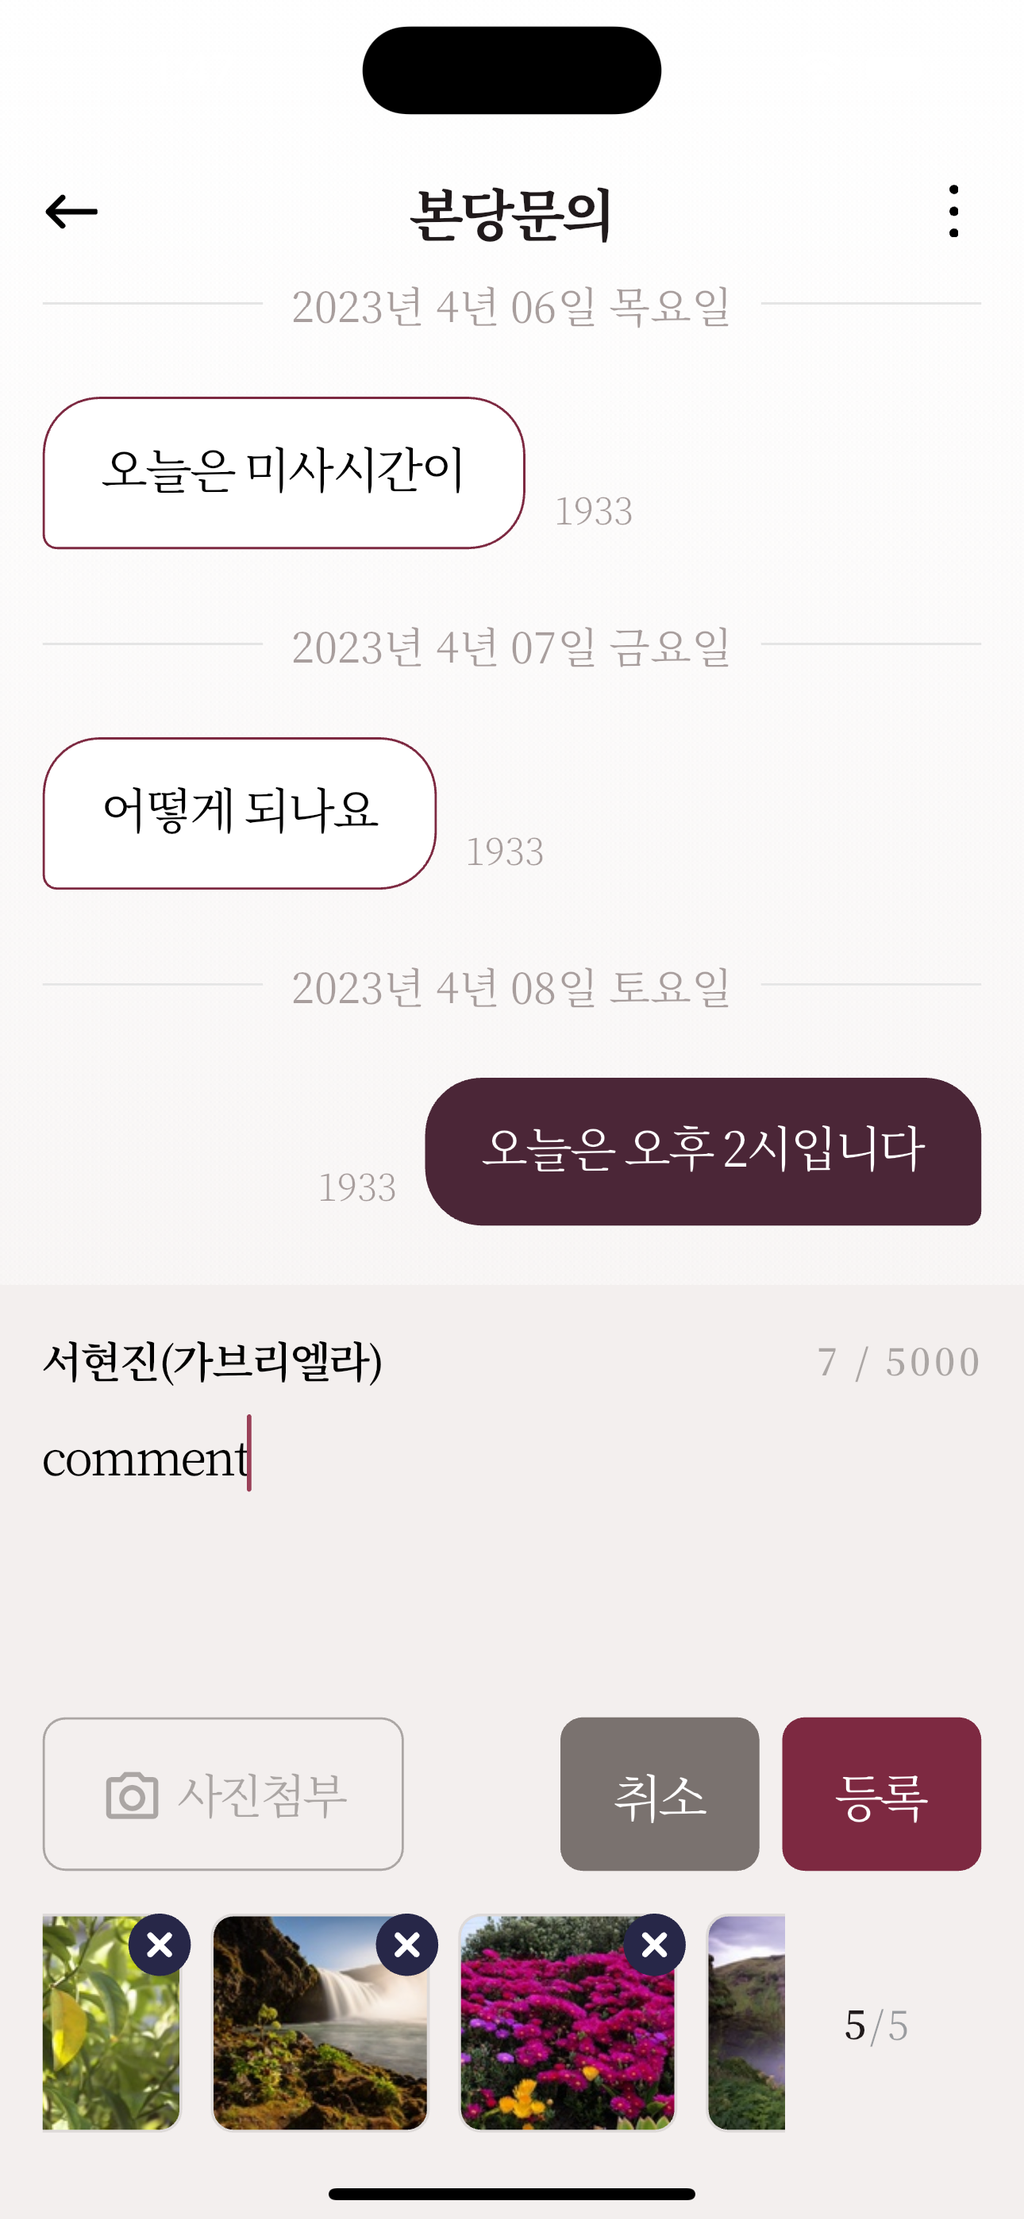 본당문의
2023년 4년 06일 목요일
오늘은 미사시간이
1933
2023년 4년 07일 금요일
어떻게 되나요
1933
2023년 4년 08일 토요일
오늘은 오후 2시입니다
1933
서현진(가브리엘라)
7 / 5000
comment
사진첨부
취소
등록
5/5